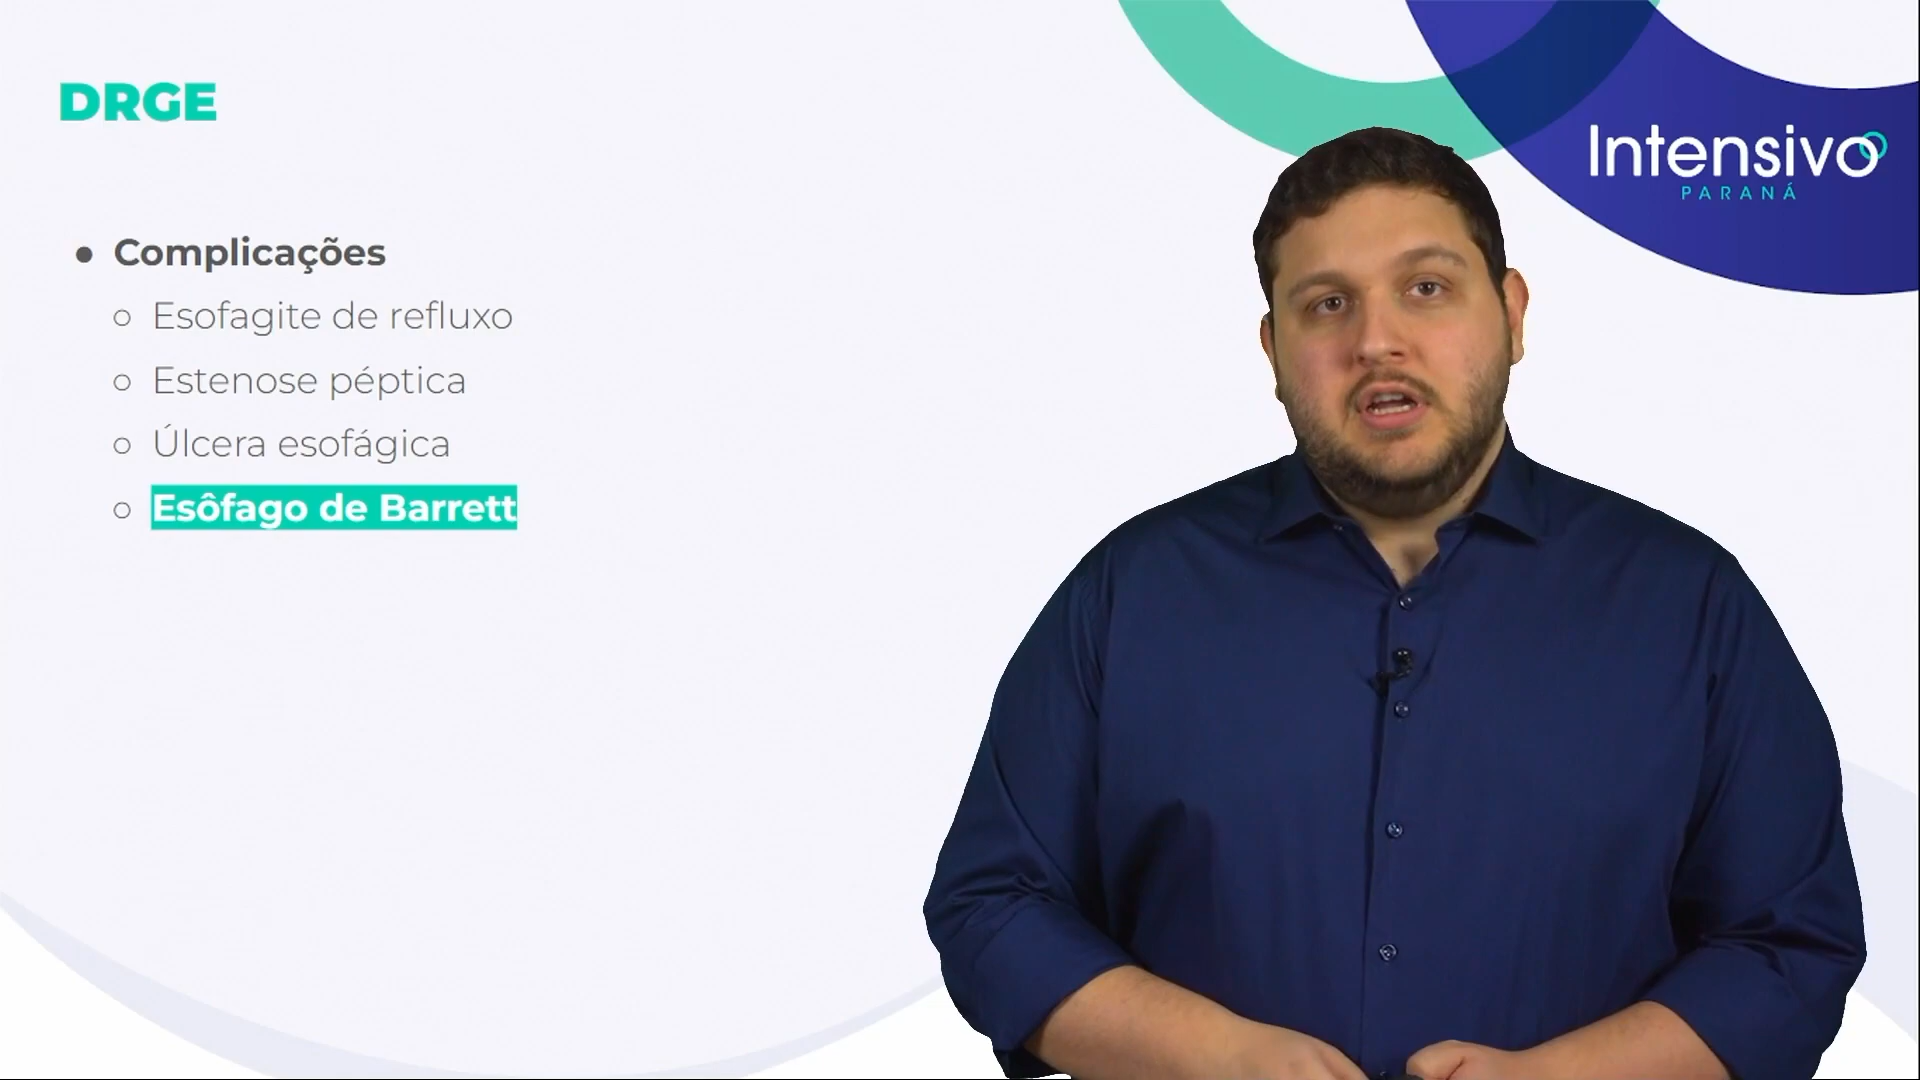 DRGE
Intensivo
PARANÁ
● Complicações
○ Esofagite de refluxo
○ Estenose péptica
○ Úlcera esofágica
○ Esôfago de Barrett